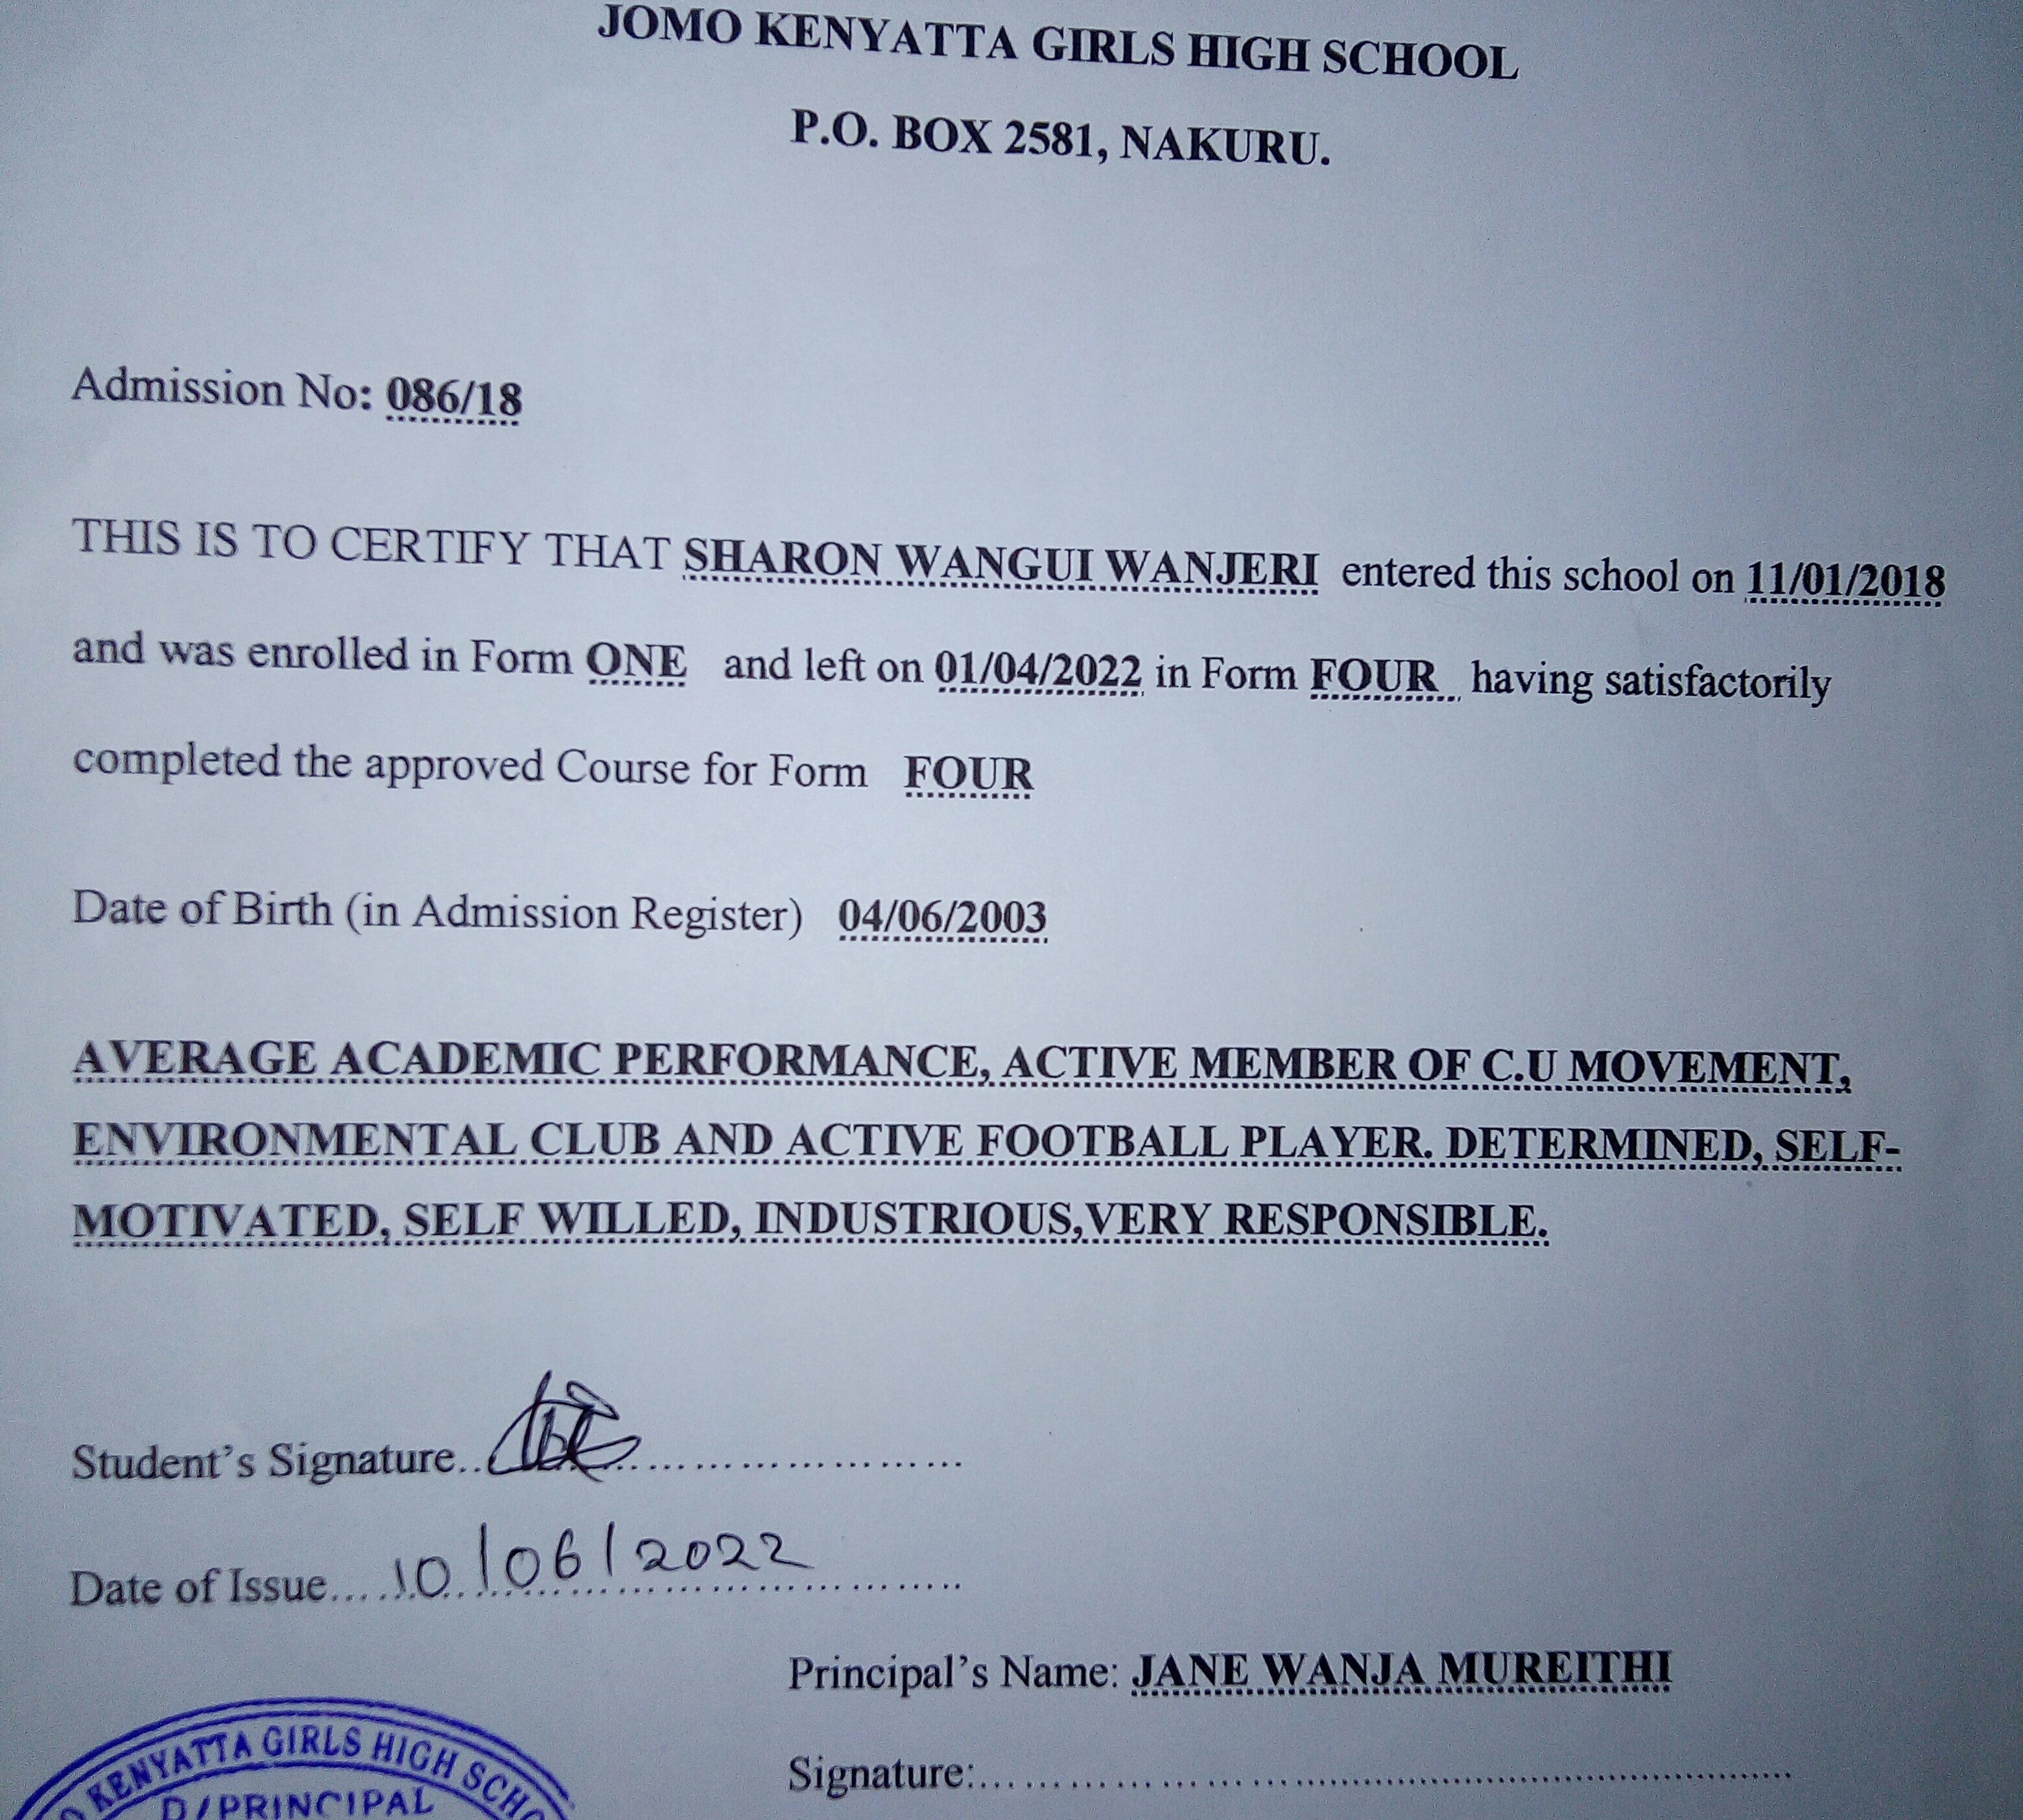 JOMO KENYATTA GIRLS HIGH SCHOOL
P.O. BOX 2581, NAKURU.
Admission No: 086/18
THIS IS TO CERTIFY THAT SHARON WANGUI WANJERI entered this school on 11/01/2018
and was enrolled in Form ONE and left on 01/04/2022 in Form FOUR having satisfactorily
completed the approved Course for Form FOUR
Date of Birth (in Admission Register) 04/06/2003
AVERAGE ACADEMIC PERFORMANCE, ACTIVE MEMBER OF C.U MOVEMENT,
ENVIRONMENTAL CLUB AND ACTIVE FOOTBALL PLAYER. DETERMINED, SELF-
MOTIVATED, SELF WILLED, INDUSTRIOUS,VERY RESPONSIBLE.
Student's Signature
Date of Issue 10/06/2022
Principal's Name: JANE WANJA MUREITHI
Signature:
KENYATTA GIRLS HIGH SCHO
D/PRINCIPAL